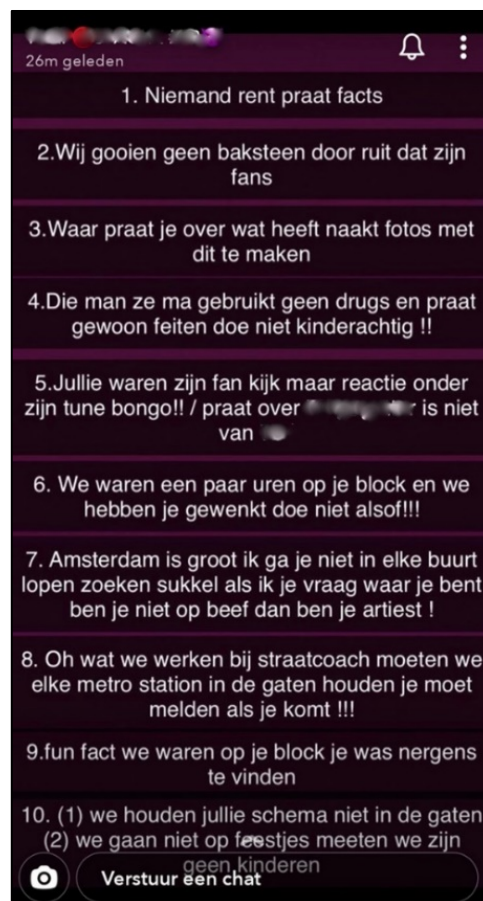 26m geleden
1. Niemand rent praat facts
2.Wij gooien geen baksteen door ruit dat zijn
fans
3.Waar praat je over wat heeft naakt fotos met
dit te maken
4.Die man ze ma gebruikt geen drugs en praat
gewoon feiten doe niet kinderachtig !!
5.Jullie waren zijn fan kijk maar reactie onder
zijn tune bongo!! / praat over is niet
van
6. We waren een paar uren op je block en we
hebben je gewenkt doe niet alsof!!!
7. Amsterdam is groot ik ga je niet in elke buurt
lopen zoeken sukkel als ik je vraag waar je bent
ben je niet op beef dan ben je artiest !
8. Oh wat we werken bij straatcoach moeten we
elke metro station in de gaten houden je moet
melden als je komt !!!
9.fun fact we waren op je block je was nergens
te vinden
10. (1) we houden jullie schema niet in de gaten
(2) we gaan niet op feestjes meeten we zijn
geen kinderen
Verstuur een chat